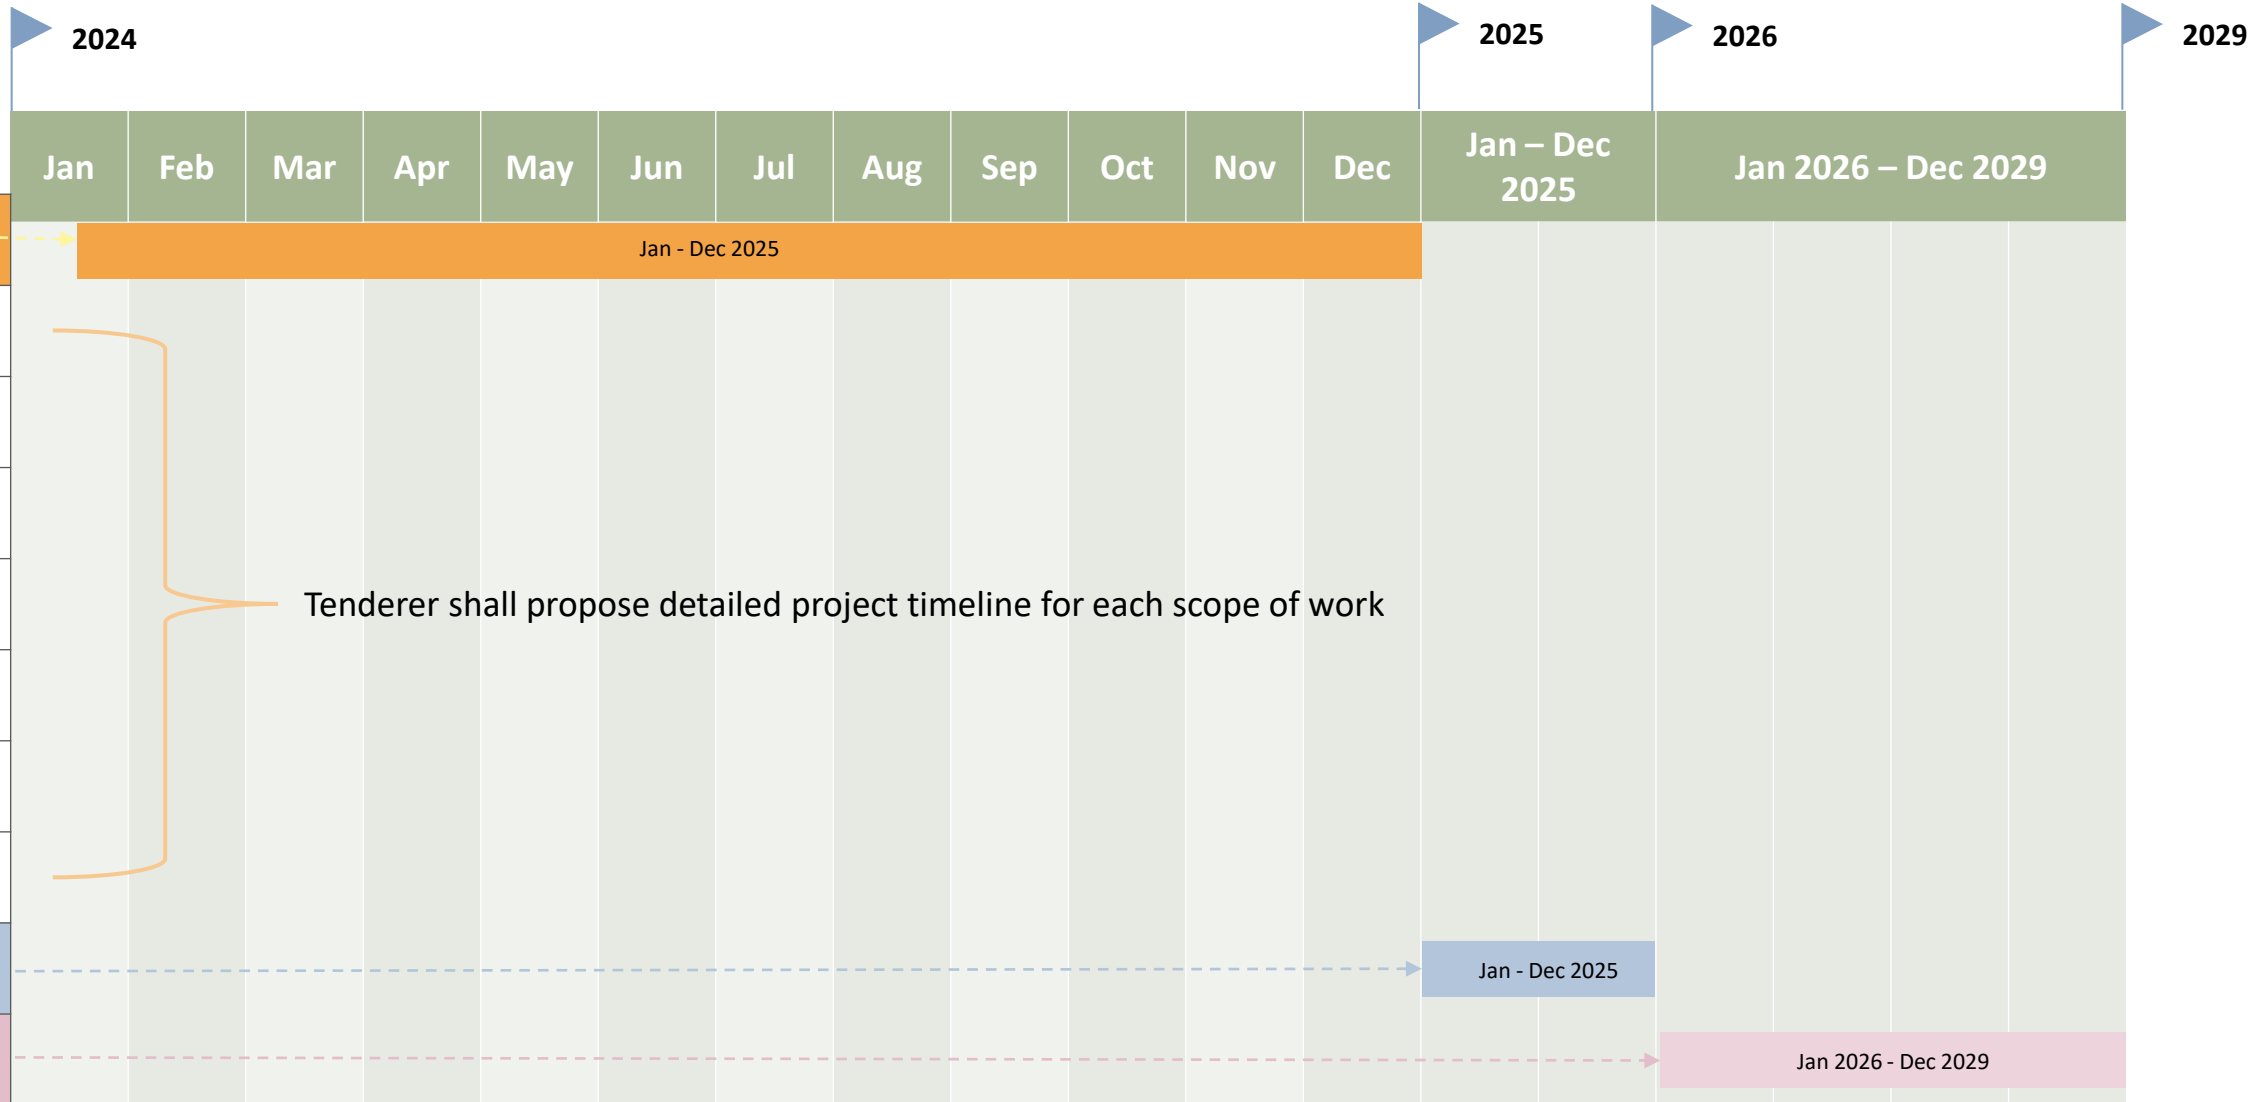 2024
2025
2026
2029
Jan
Feb
Mar
Apr
May
Jun
Jul
Aug
Sep
Oct
Nov
Dec
Jan – Dec
2025
Jan 2026 – Dec 2029
Jan - Dec 2025
Tenderer shall propose detailed project timeline for each scope of work
Jan - Dec 2025
Jan 2026 - Dec 2029